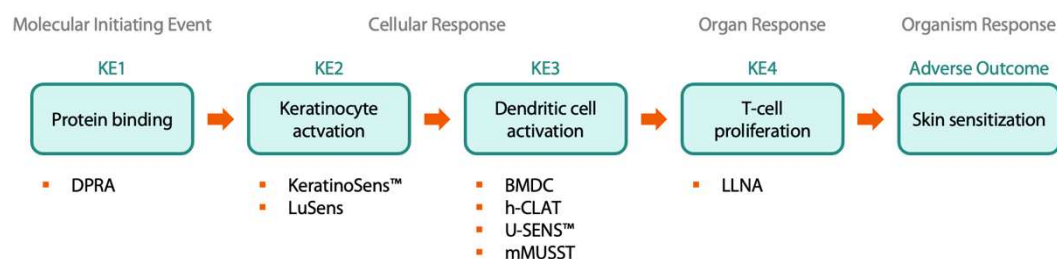 Molecular Initiating Event
Cellular Response
Organ Response
Organism Response
KE1
KE2
KE3
KE4
Adverse Outcome
Protein binding
Keratinocyte
actvation
Dendritic cell
activation
T-cell
proliferation
Skin sensitization
▪ DPRA
▪ KeratinoSens™
▪ LuSens
▪ BMDC
▪ h-CLAT
▪ U-SENS™
▪ mMUSST
▪ LLNA